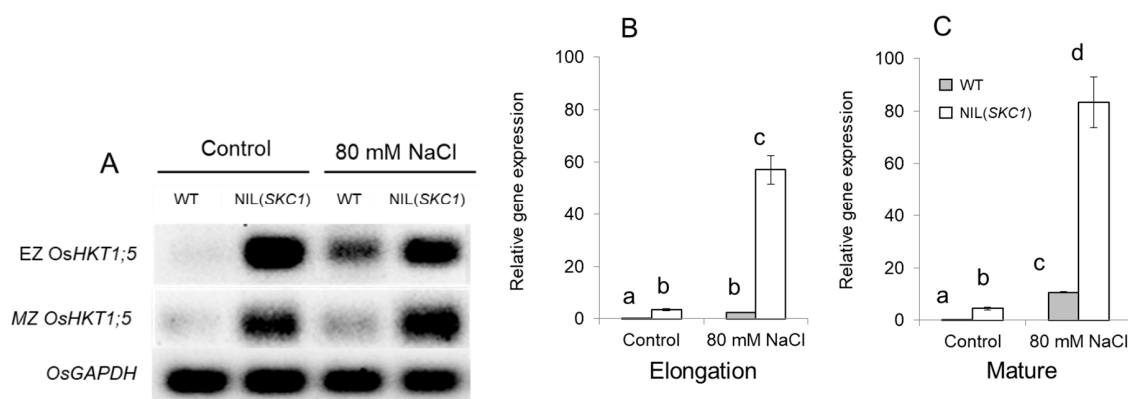 A
Control
80 mM NaCl
WT
NIL(SKC1)
WT
NIL(SKC1)
EZ OsHKT1;5
MZ OsHKT1;5
OsGAPDH
B
Relative gene expression
100
80
60
40
20
0
a
b
b
c
Control
80 mM NaCl
Elongation
C
Relative gene expression
100
80
60
40
20
0
WT
NIL(SKC1)
a
b
c
d
Control
80 mM NaCl
Mature